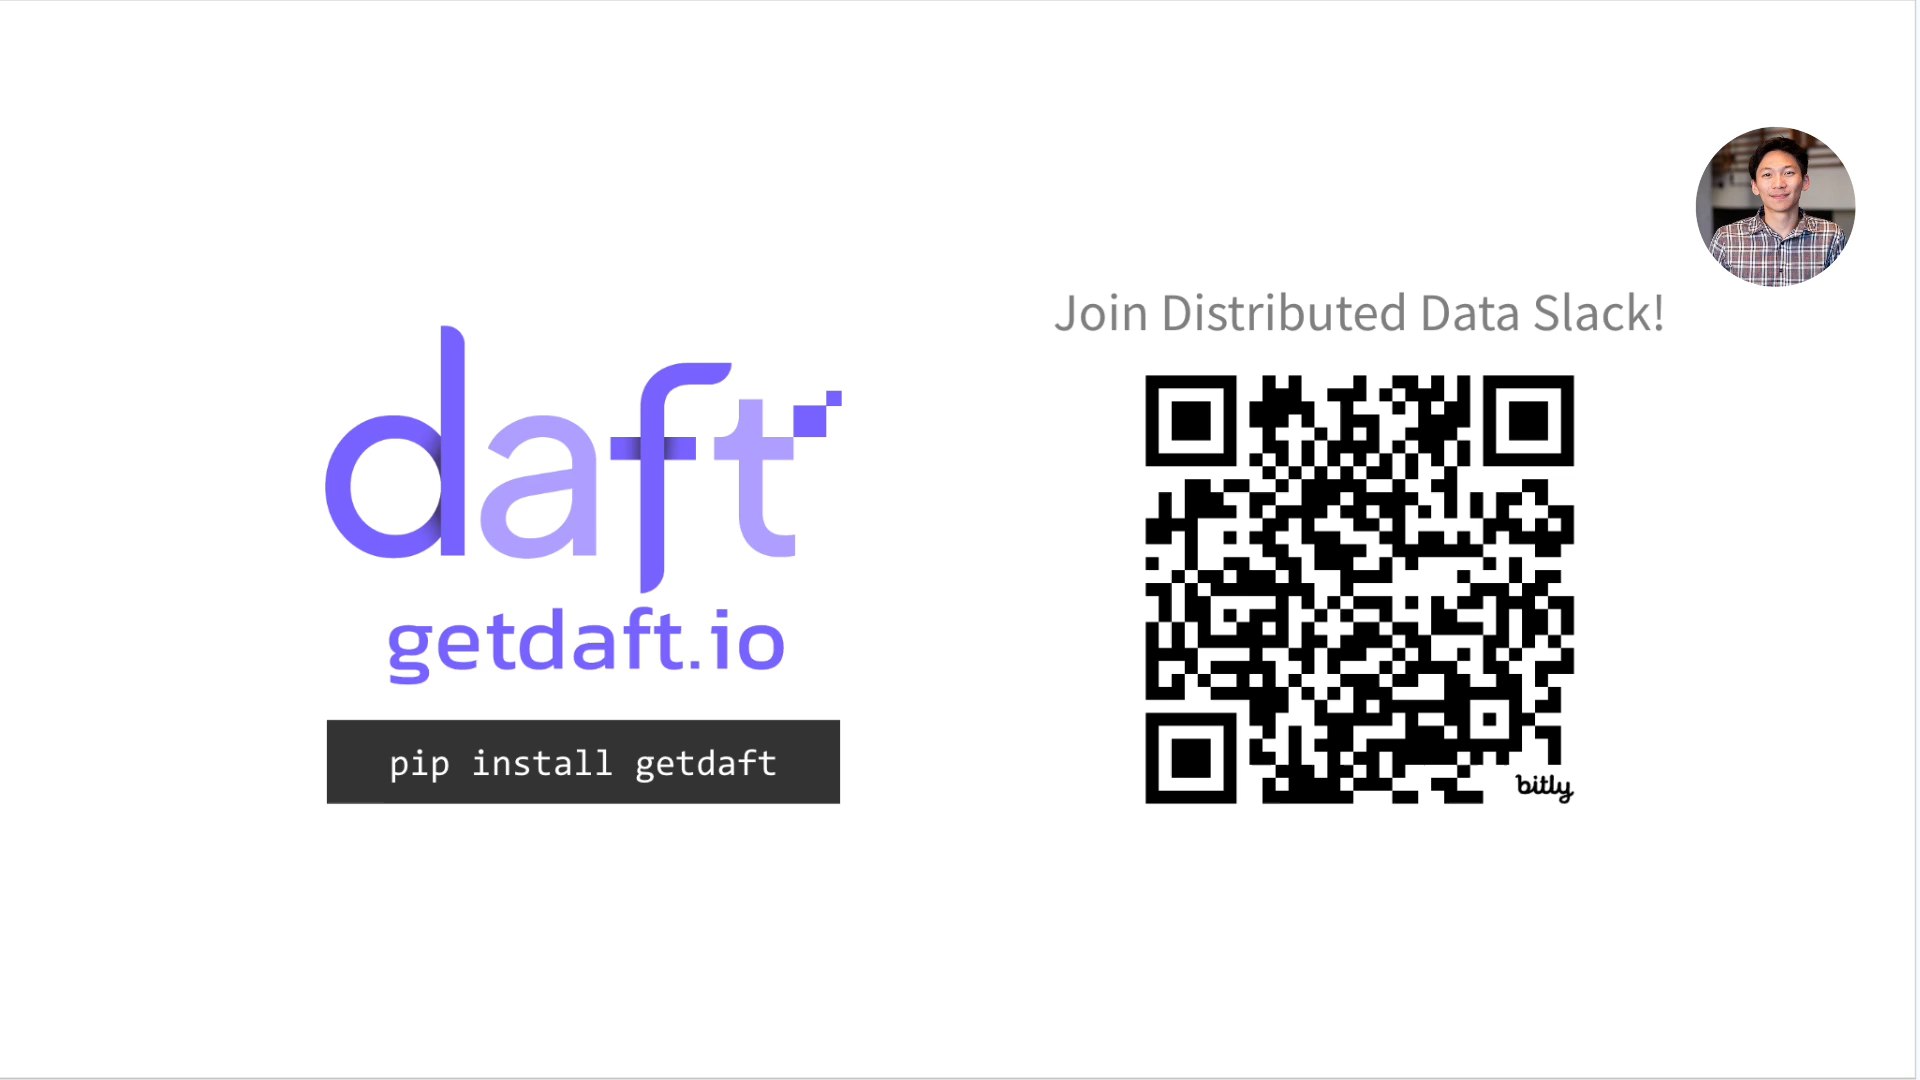 daft
getdaft.io
pip install getdaft
Join Distributed Data Slack!
bitly